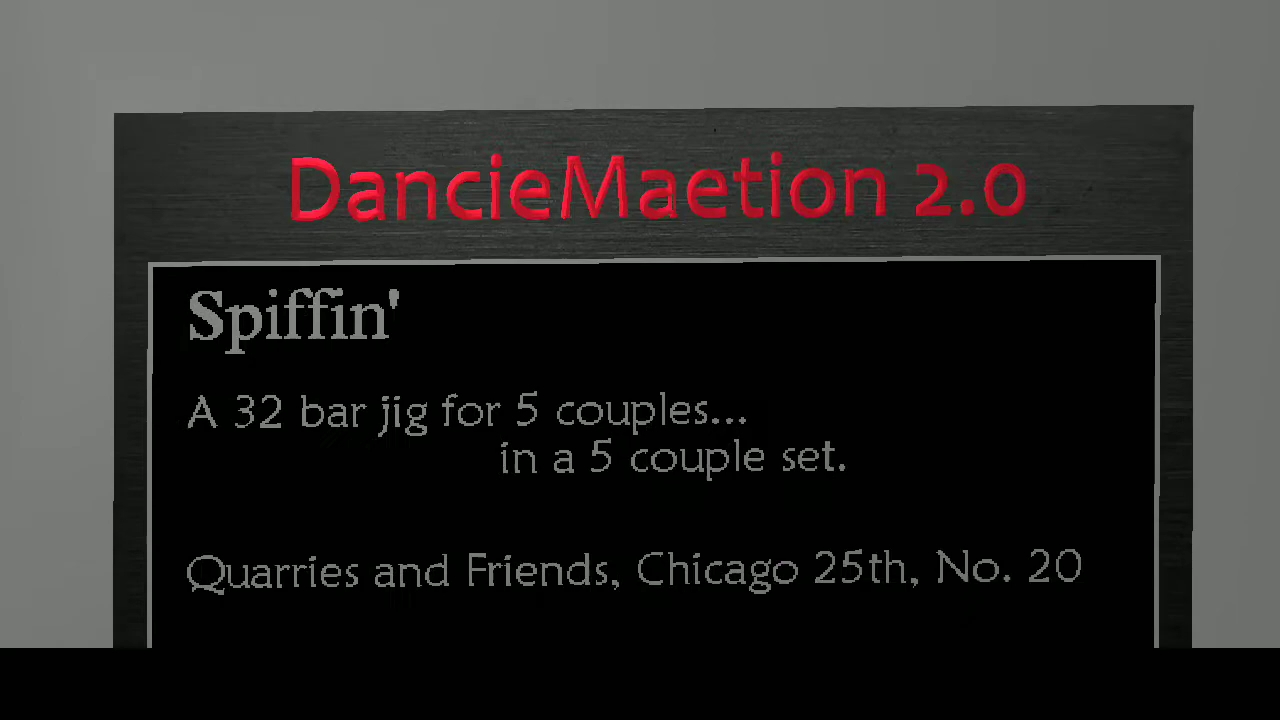 DancieMaetion 2.0
Spiffin'
A 32 bar jig for 5 couples...
in a 5 couple set.
Quarries and Friends, Chicago 25th, No. 20